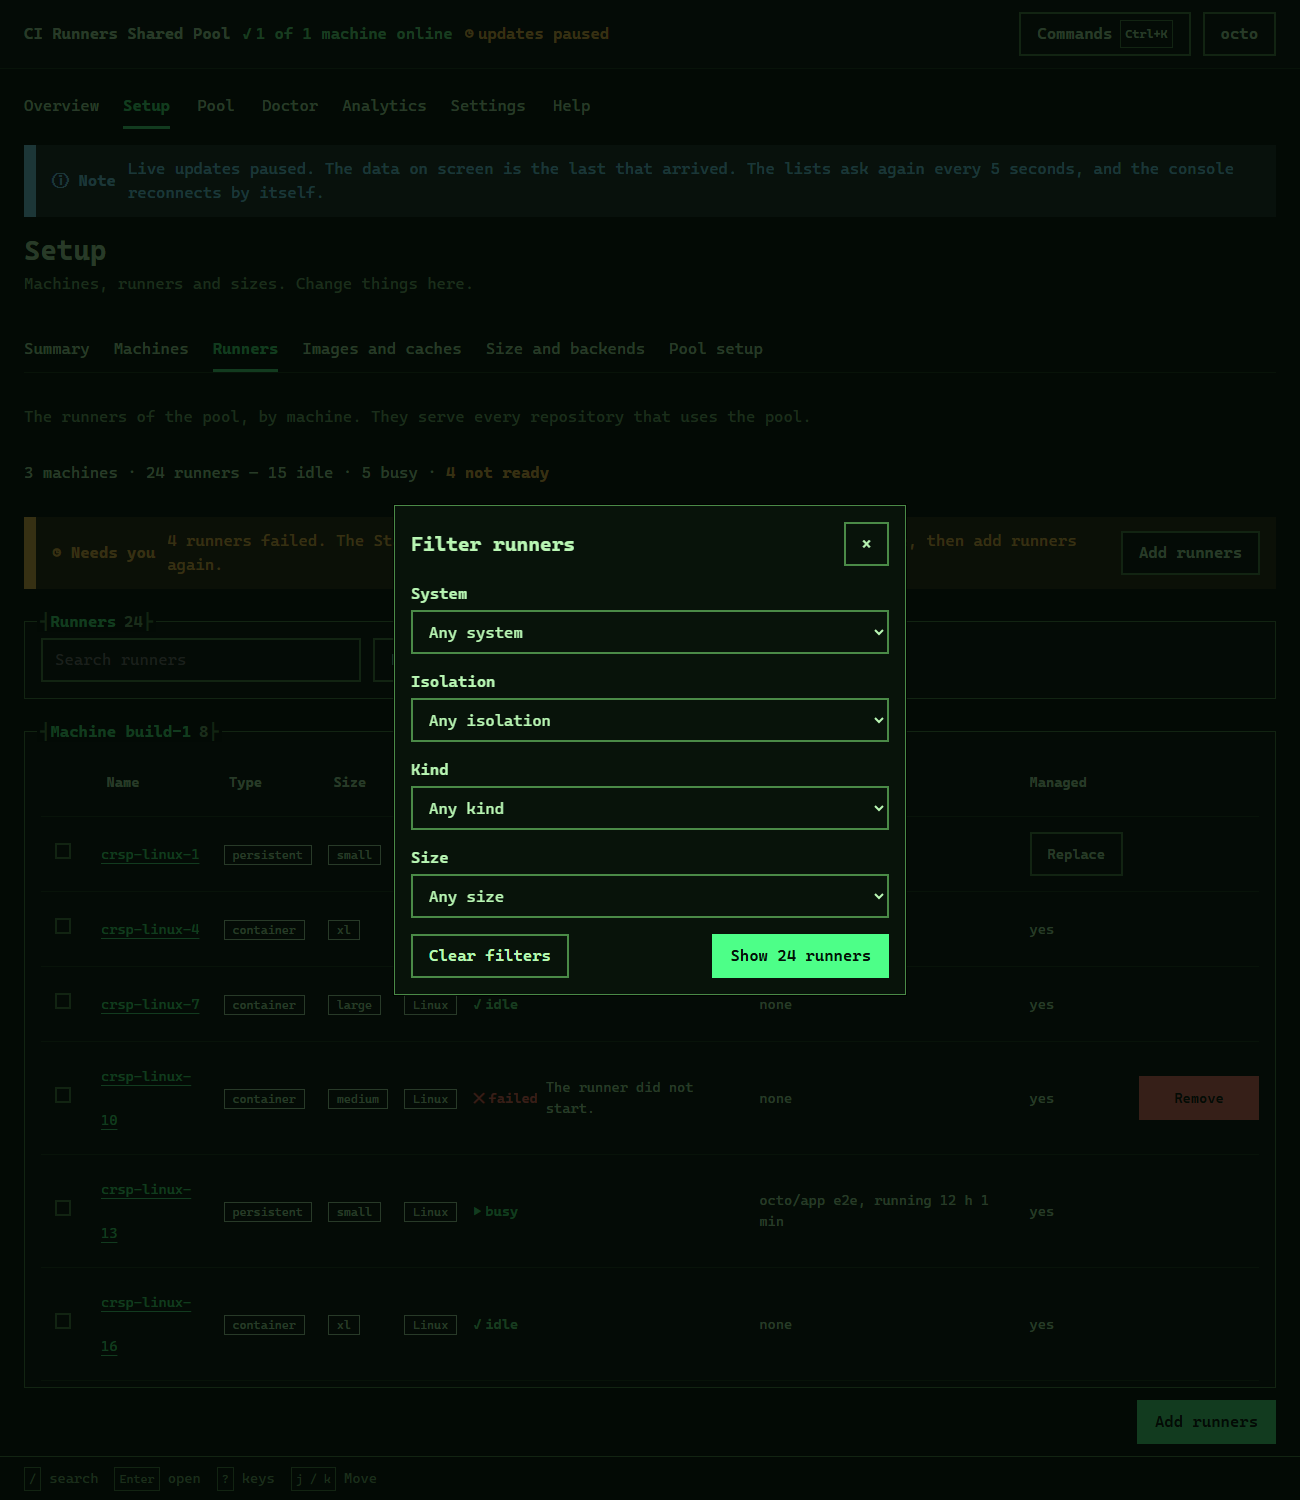 CI Runners Shared Pool ✓ 1 of 1 machine online updates paused
Commands Ctrl+K octo
Overview Setup Pool Doctor Analytics Settings Help
Note Live updates paused. The data on screen is the last that arrived. The lists ask again every 5 seconds, and the console
reconnects by itself.
Setup
Machines, runners and sizes. Change things here.
Summary Machines Runners Images and caches Size and backends Pool setup
The runners of the pool, by machine. They serve every repository that uses the pool.
3 machines · 24 runners — 15 idle · 5 busy · 4 not ready
Needs you 4 runners failed. The St
, then add runners
again.
Add runners
Runners 24
Search runners
Machine build-1 8
Name Type Size Managed
crsp-linux-1 persistent small Replace
crsp-linux-4 container xl yes
crsp-linux-7 container large Linux ✓ idle none yes
crsp-linux-
10 container medium Linux ✕ failed The runner did not
start. none yes Remove
crsp-linux-
13 persistent small Linux busy octo/app e2e, running 12 h 1
min yes
crsp-linux-
16 container xl Linux ✓ idle none yes
Add runners
Filter runners ×
System
Any system
Isolation
Any isolation
Kind
Any kind
Size
Any size
Clear filters Show 24 runners
/ search Enter open ? keys j / k Move